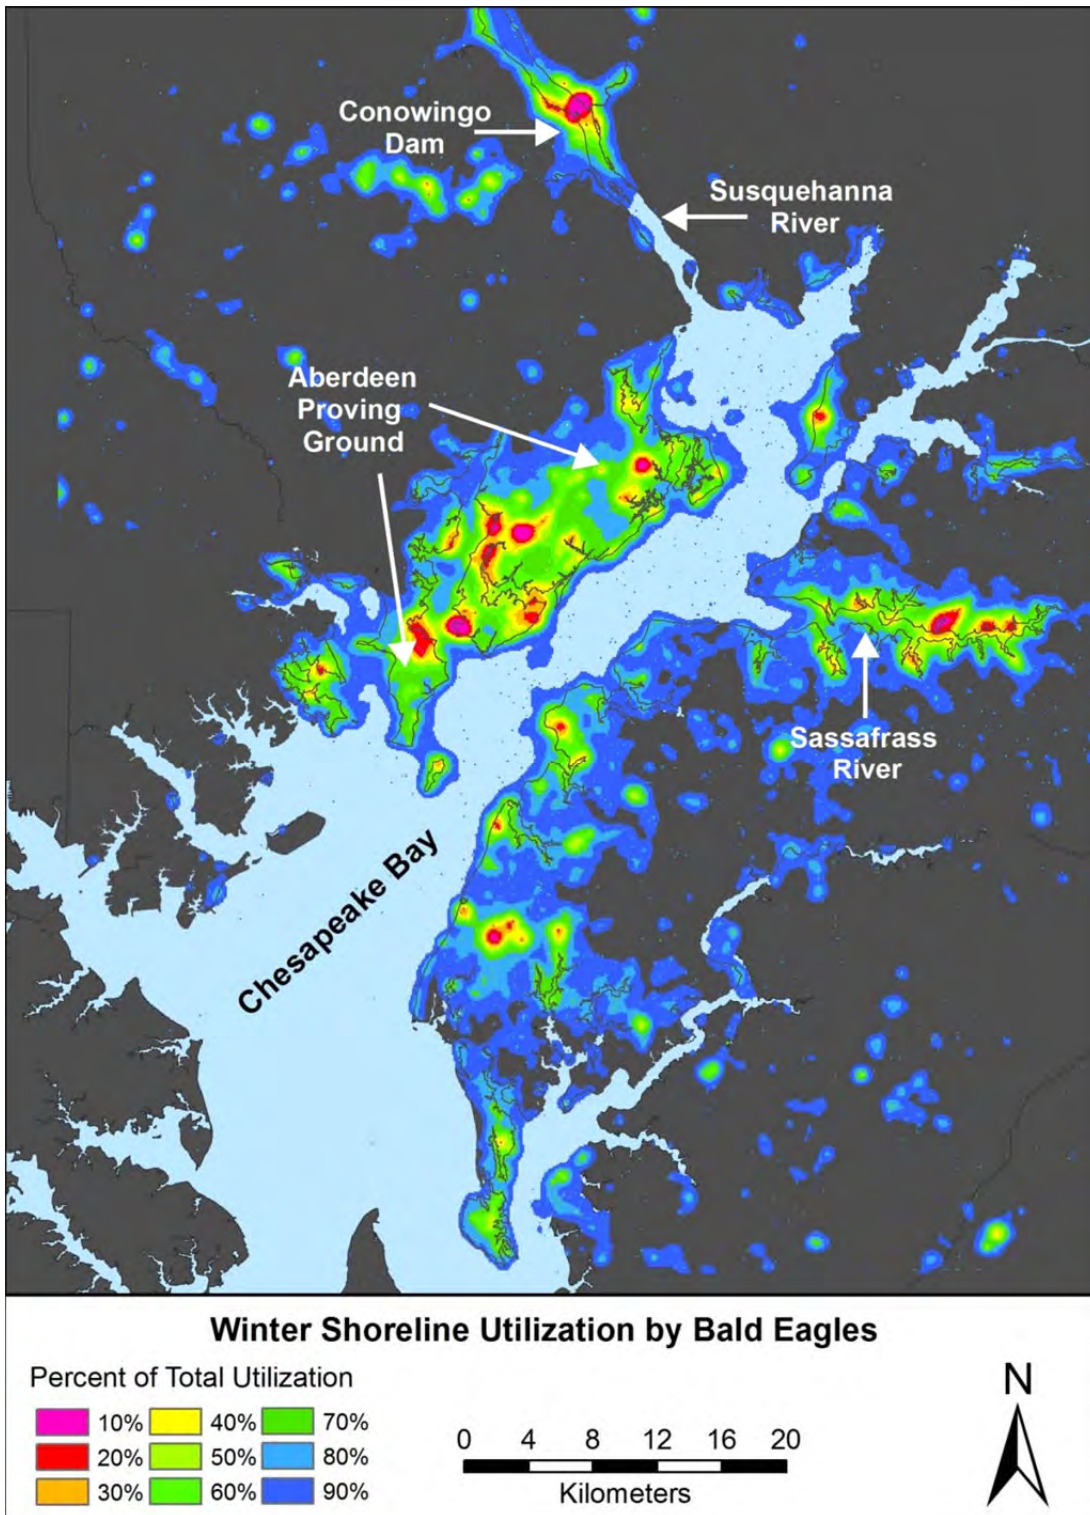 Conowingo
Dam
Susquehanna
River
Aberdeen
Proving
Ground
Sassafrass
River
Chesapeake Bay
Winter Shoreline Utilization by Bald Eagles
Percent of Total Utilization
10% 40% 70%
20% 50% 80%
30% 60% 90%
0 4 8 12 16 20
Kilometers
N